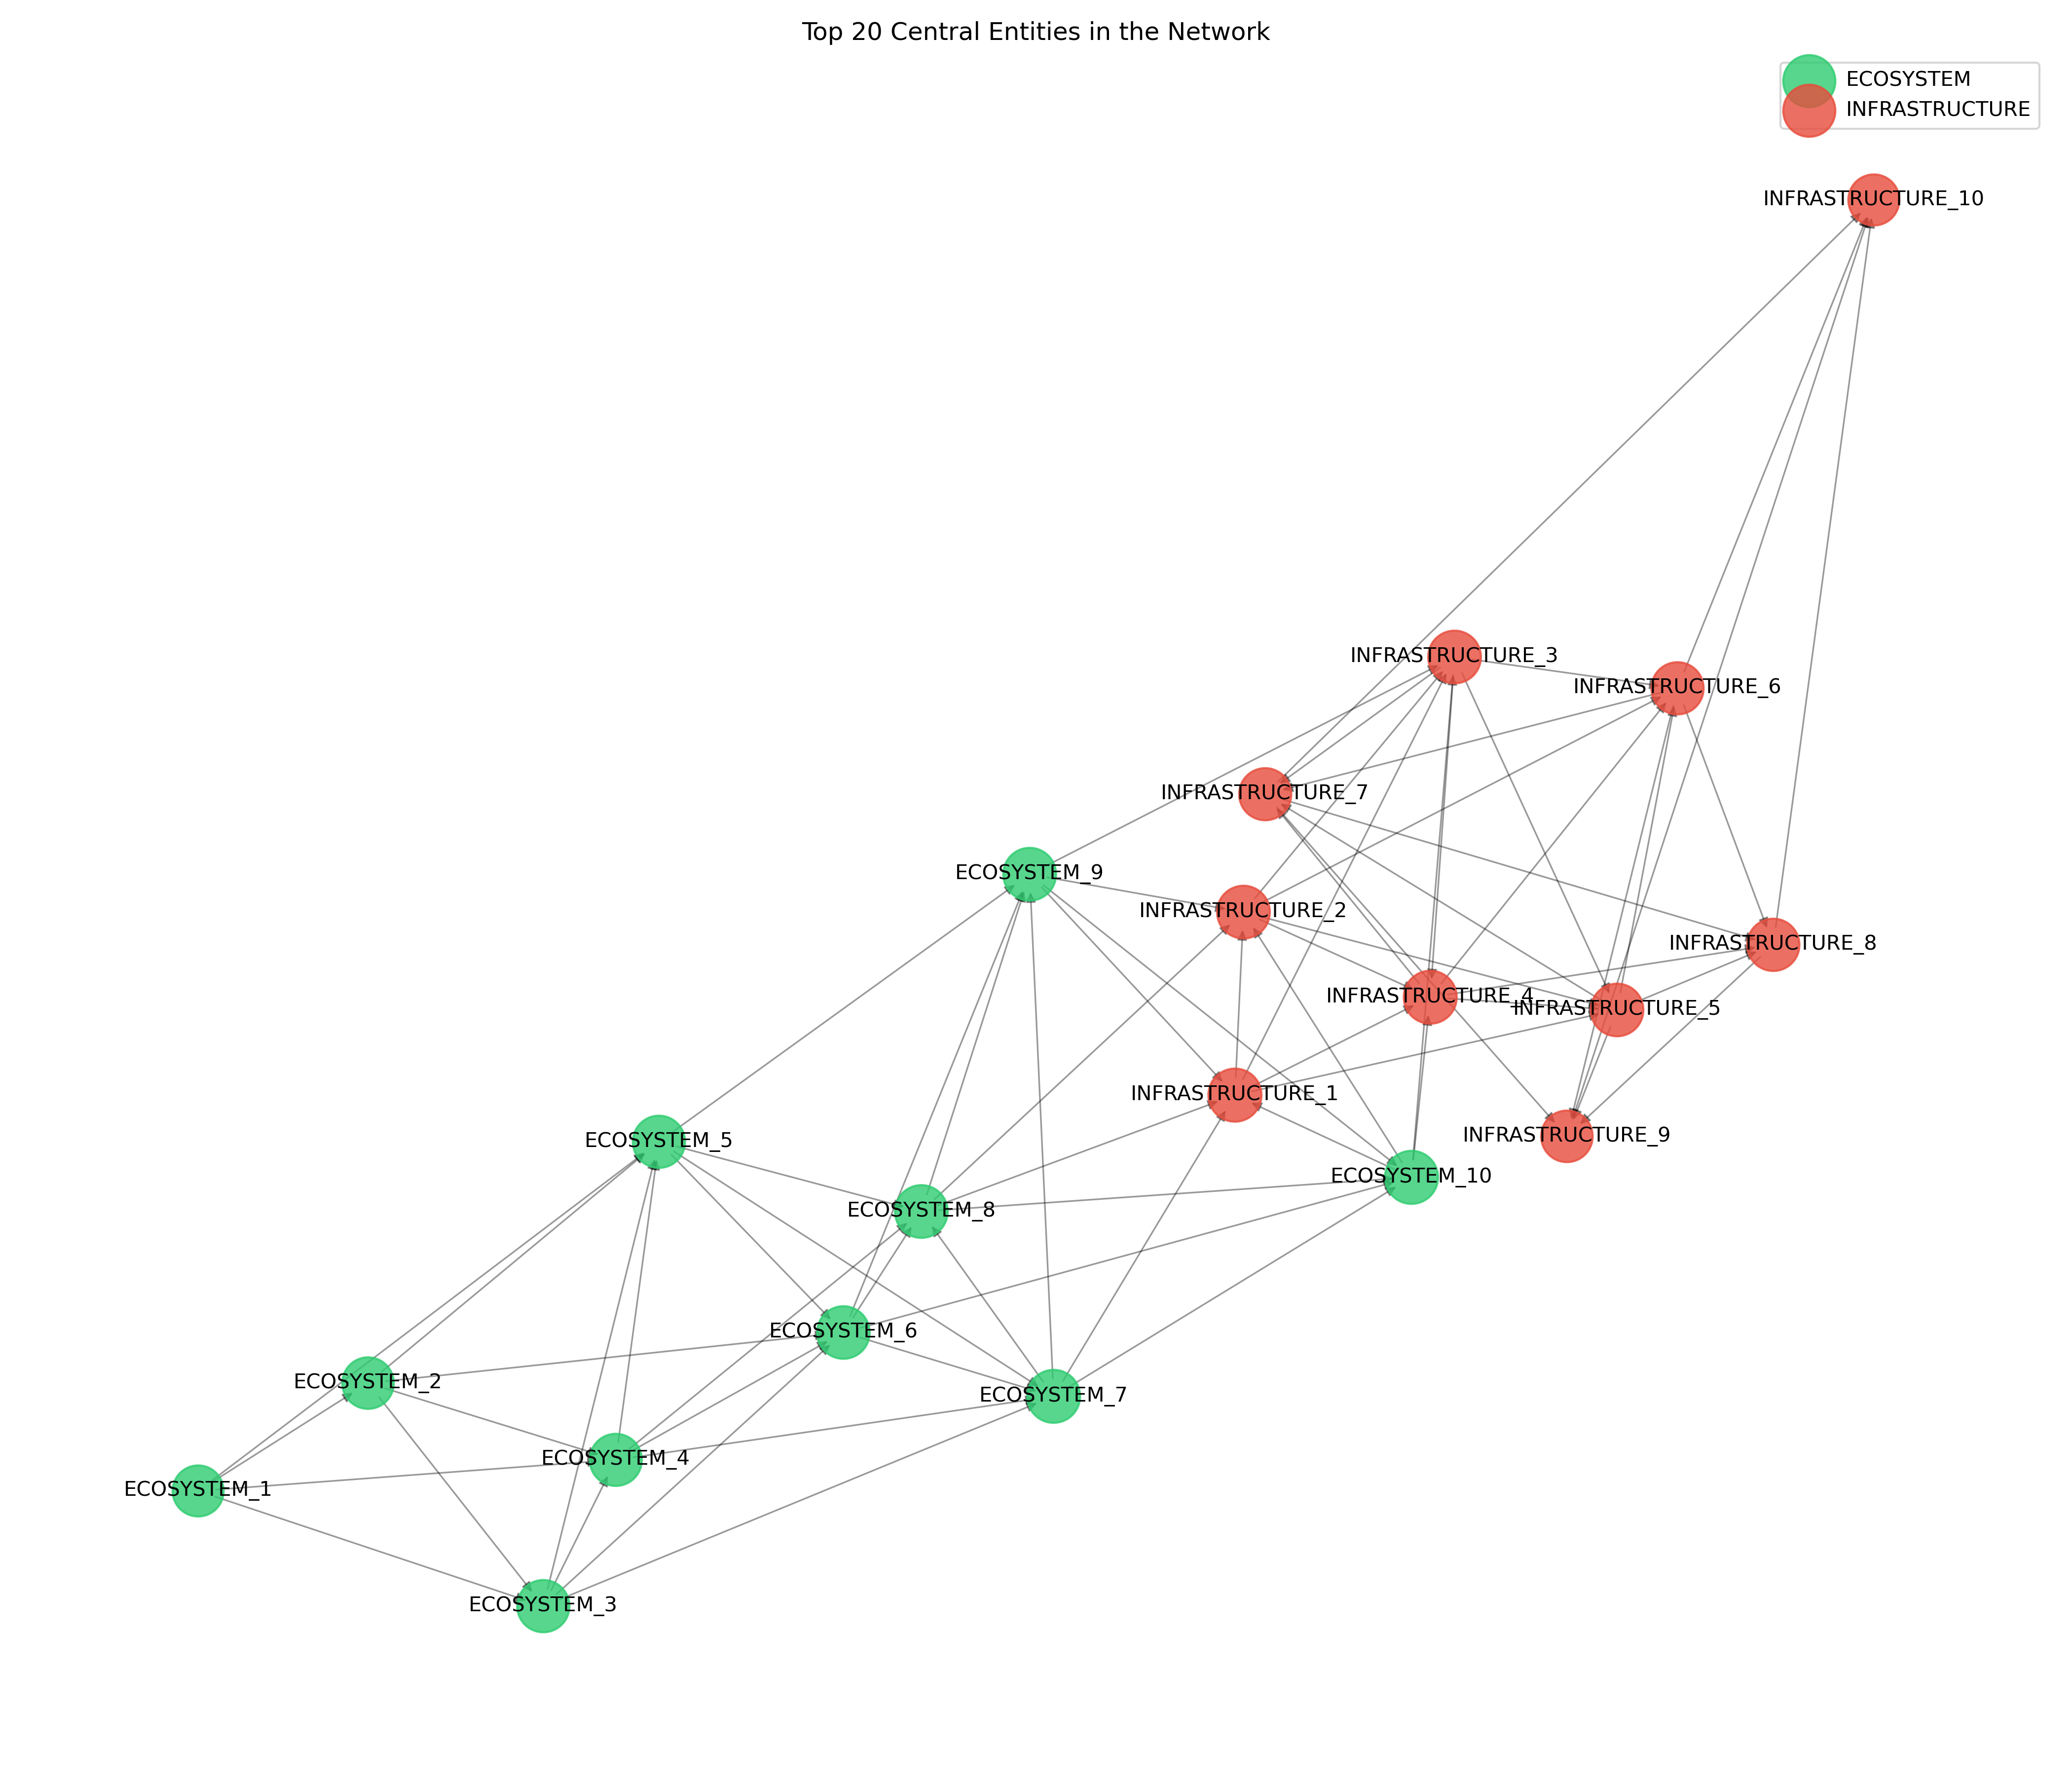 Top 20 Central Entities in the Network
ECOSYSTEM
INFRASTRUCTURE
INFRASTRUCTURE_10
INFRASTRUCTURE_3
INFRASTRUCTURE_6
INFRASTRUCTURE_7
ECOSYSTEM_9
INFRASTRUCTURE_2
INFRASTRUCTURE_8
INFRASTRUCTURE_4
INFRASTRUCTURE_5
INFRASTRUCTURE_1
INFRASTRUCTURE_9
ECOSYSTEM_5
ECOSYSTEM_10
ECOSYSTEM_8
ECOSYSTEM_6
ECOSYSTEM_2
ECOSYSTEM_7
ECOSYSTEM_4
ECOSYSTEM_1
ECOSYSTEM_3